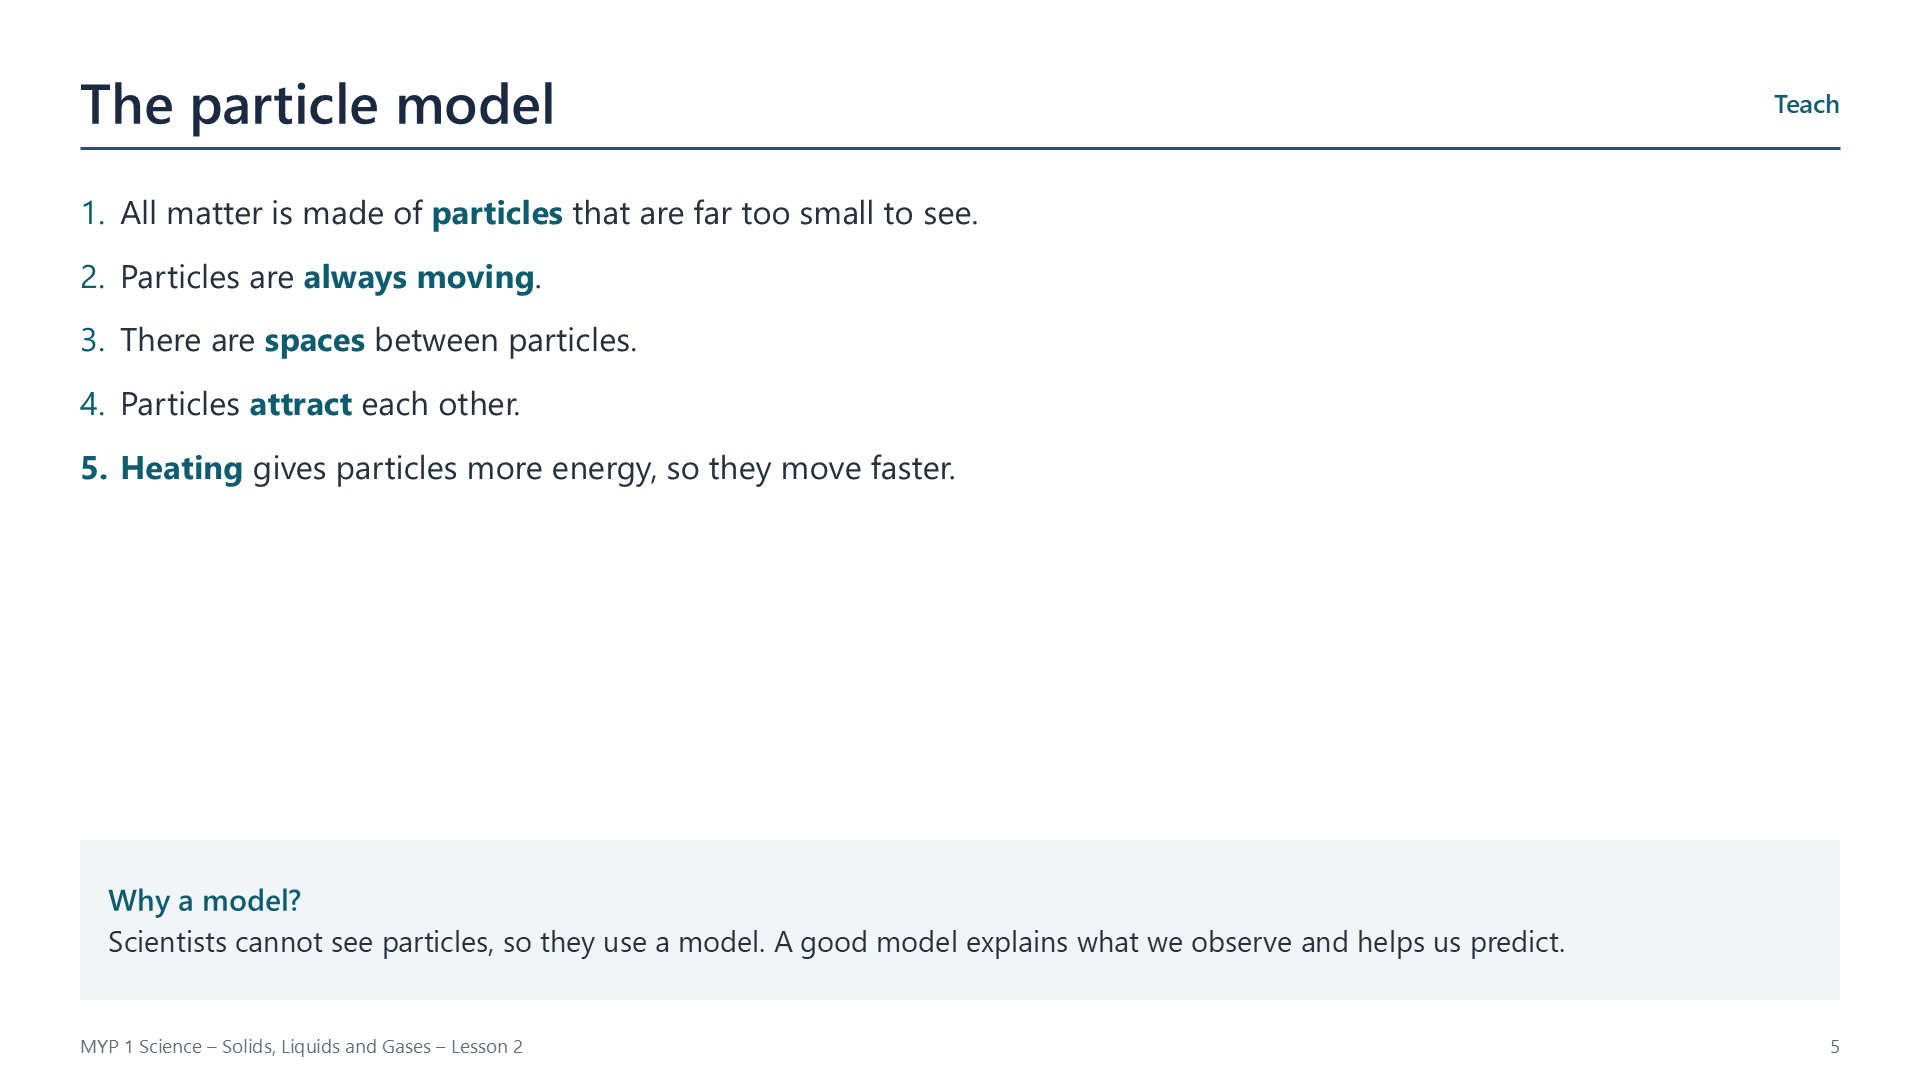 The particle model
Teach
1. All matter is made of particles that are far too small to see.
2. Particles are always moving.
3. There are spaces between particles.
4. Particles attract each other.
5. Heating gives particles more energy, so they move faster.
Why a model?
Scientists cannot see particles, so they use a model. A good model explains what we observe and helps us predict.
MYP 1 Science – Solids, Liquids and Gases – Lesson 2
5